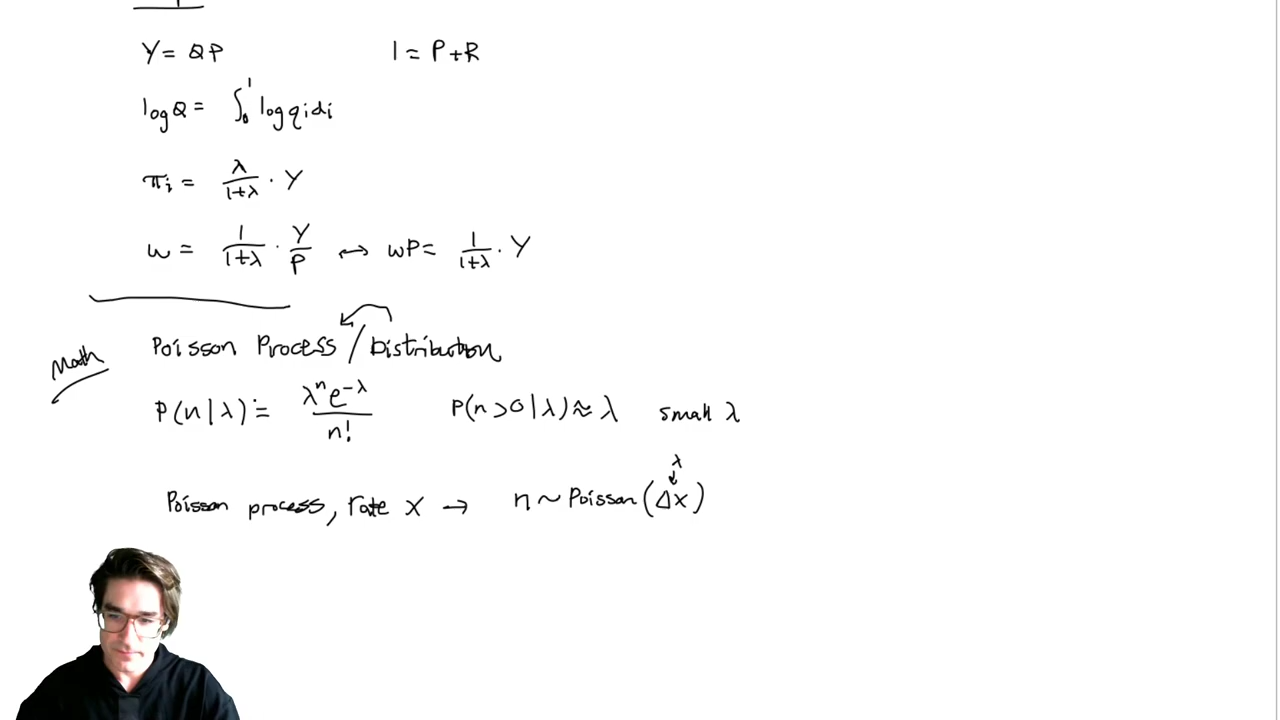 Y = QP 1 = P+R
log Q = ∫₀¹ log qᵢ di
πᵢ = λ/(1+λ) · Y
w = 1/(1+λ) · Y/P ↔ wP = 1/(1+λ) · Y
Math
Poisson Process / Distribution
P(n|λ) := λⁿe^(-λ)/n! P(n>0|λ) ≈ λ small λ
λ
Poisson process, rate X → n ~ Poisson(Δx)